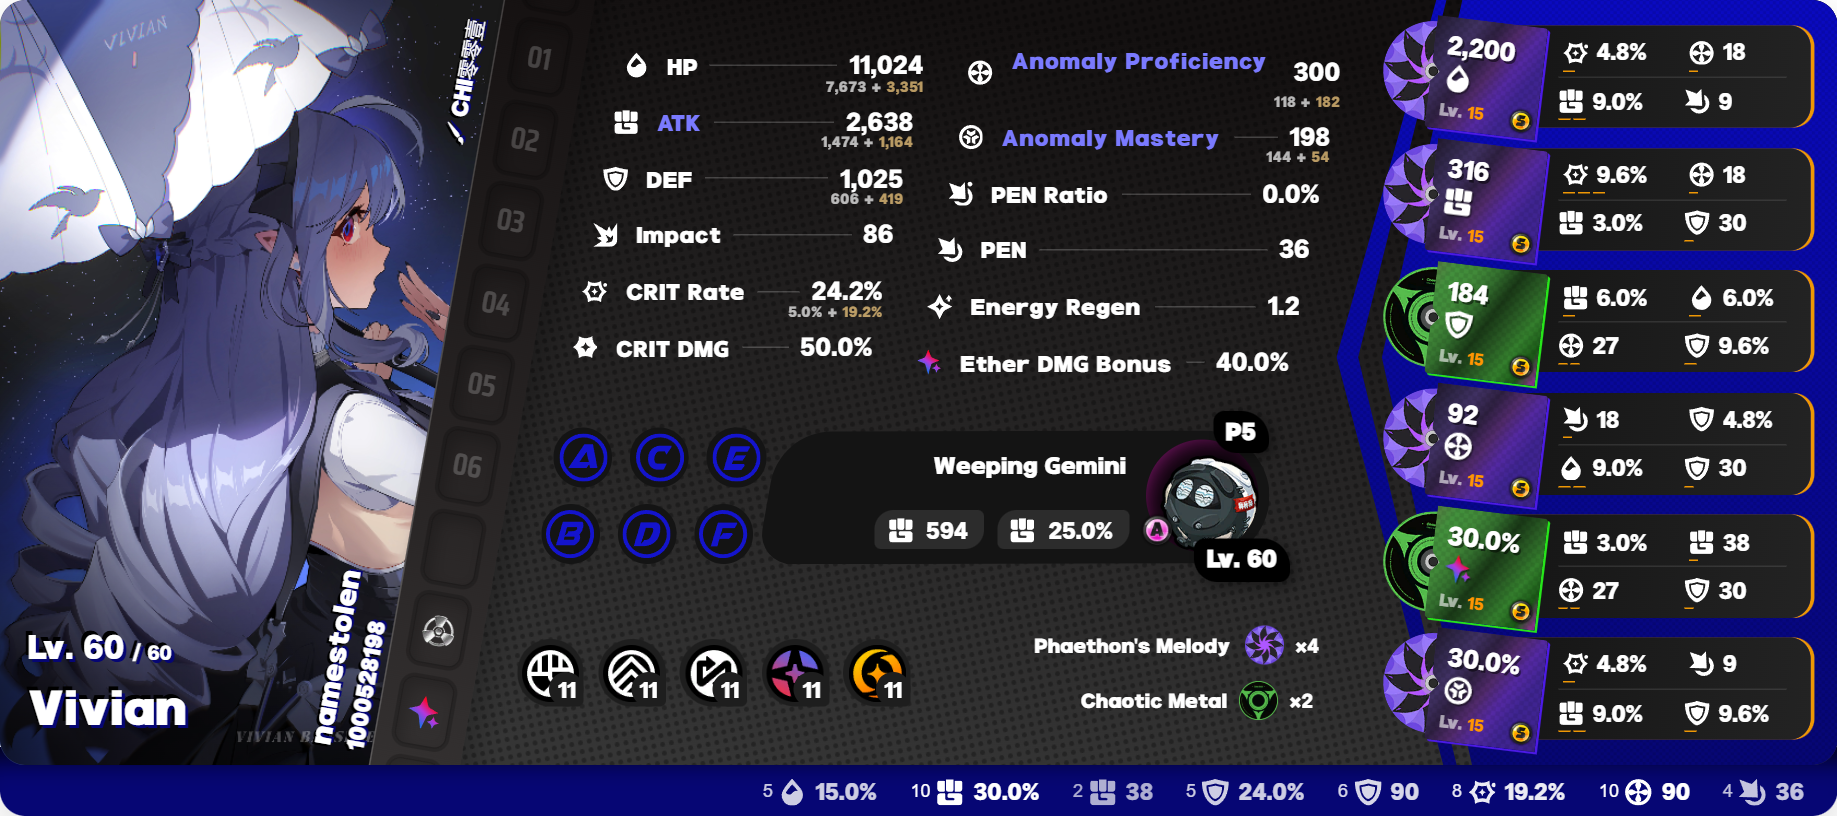 VIVIAN
CHI零零壹
Lv. 60 / 60
Vivian
namestolen
1000528198
01
02
03
04
05
06
HP 11,024
7,673 + 3,351
ATK 2,638
1,474 + 1,164
DEF 1,025
606 + 419
Impact 86
CRIT Rate 24.2%
5.0% + 19.2%
CRIT DMG 50.0%
Anomaly Proficiency 300
118 + 182
Anomaly Mastery 198
144 + 54
PEN Ratio 0.0%
PEN 36
Energy Regen 1.2
Ether DMG Bonus 40.0%
A C E
B D F
Weeping Gemini
594 25.0%
P5
A
Lv. 60
11 11 11 11 11
Phaethon's Melody ×4
Chaotic Metal ×2
2,200
Lv. 15 S
4.8% 18
9.0% 9
316
Lv. 15 S
9.6% 18
3.0% 30
184
Lv. 15 S
6.0% 6.0%
27 9.6%
92
Lv. 15 S
18 4.8%
9.0% 30
30.0%
Lv. 15 S
3.0% 38
27 30
30.0%
Lv. 15 S
4.8% 9
9.0% 9.6%
5 15.0% 10 30.0% 2 38 5 24.0% 6 90 8 19.2% 10 90 4 36